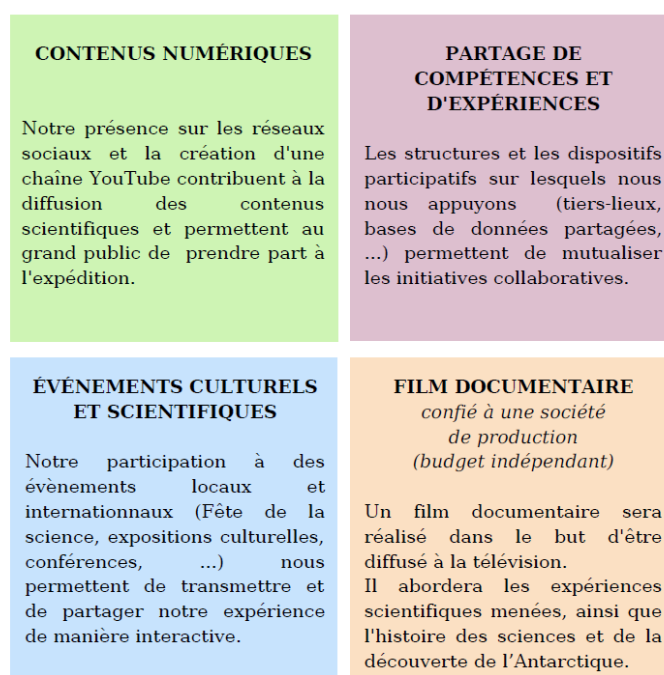 CONTENUS NUMÉRIQUES
Notre présence sur les réseaux
sociaux et la création d'une
chaîne YouTube contribuent à la
diffusion des contenus
scientifiques et permettent au
grand public de prendre part à
l'expédition.
PARTAGE DE
COMPÉTENCES ET
D'EXPÉRIENCES
Les structures et les dispositifs
participatifs sur lesquels nous
nous appuyons (tiers-lieux,
bases de données partagées,
...) permettent de mutualiser
les initiatives collaboratives.
ÉVÉNEMENTS CULTURELS
ET SCIENTIFIQUES
Notre participation à des
évènements locaux et
internationnaux (Fête de la
science, expositions culturelles,
conférences, ...) nous
permettent de transmettre et
de partager notre expérience
de manière interactive.
FILM DOCUMENTAIRE
confié à une société
de production
(budget indépendant)
Un film documentaire sera
réalisé dans le but d'être
diffusé à la télévision.
Il abordera les expériences
scientifiques menées, ainsi que
l'histoire des sciences et de la
découverte de l’Antarctique.